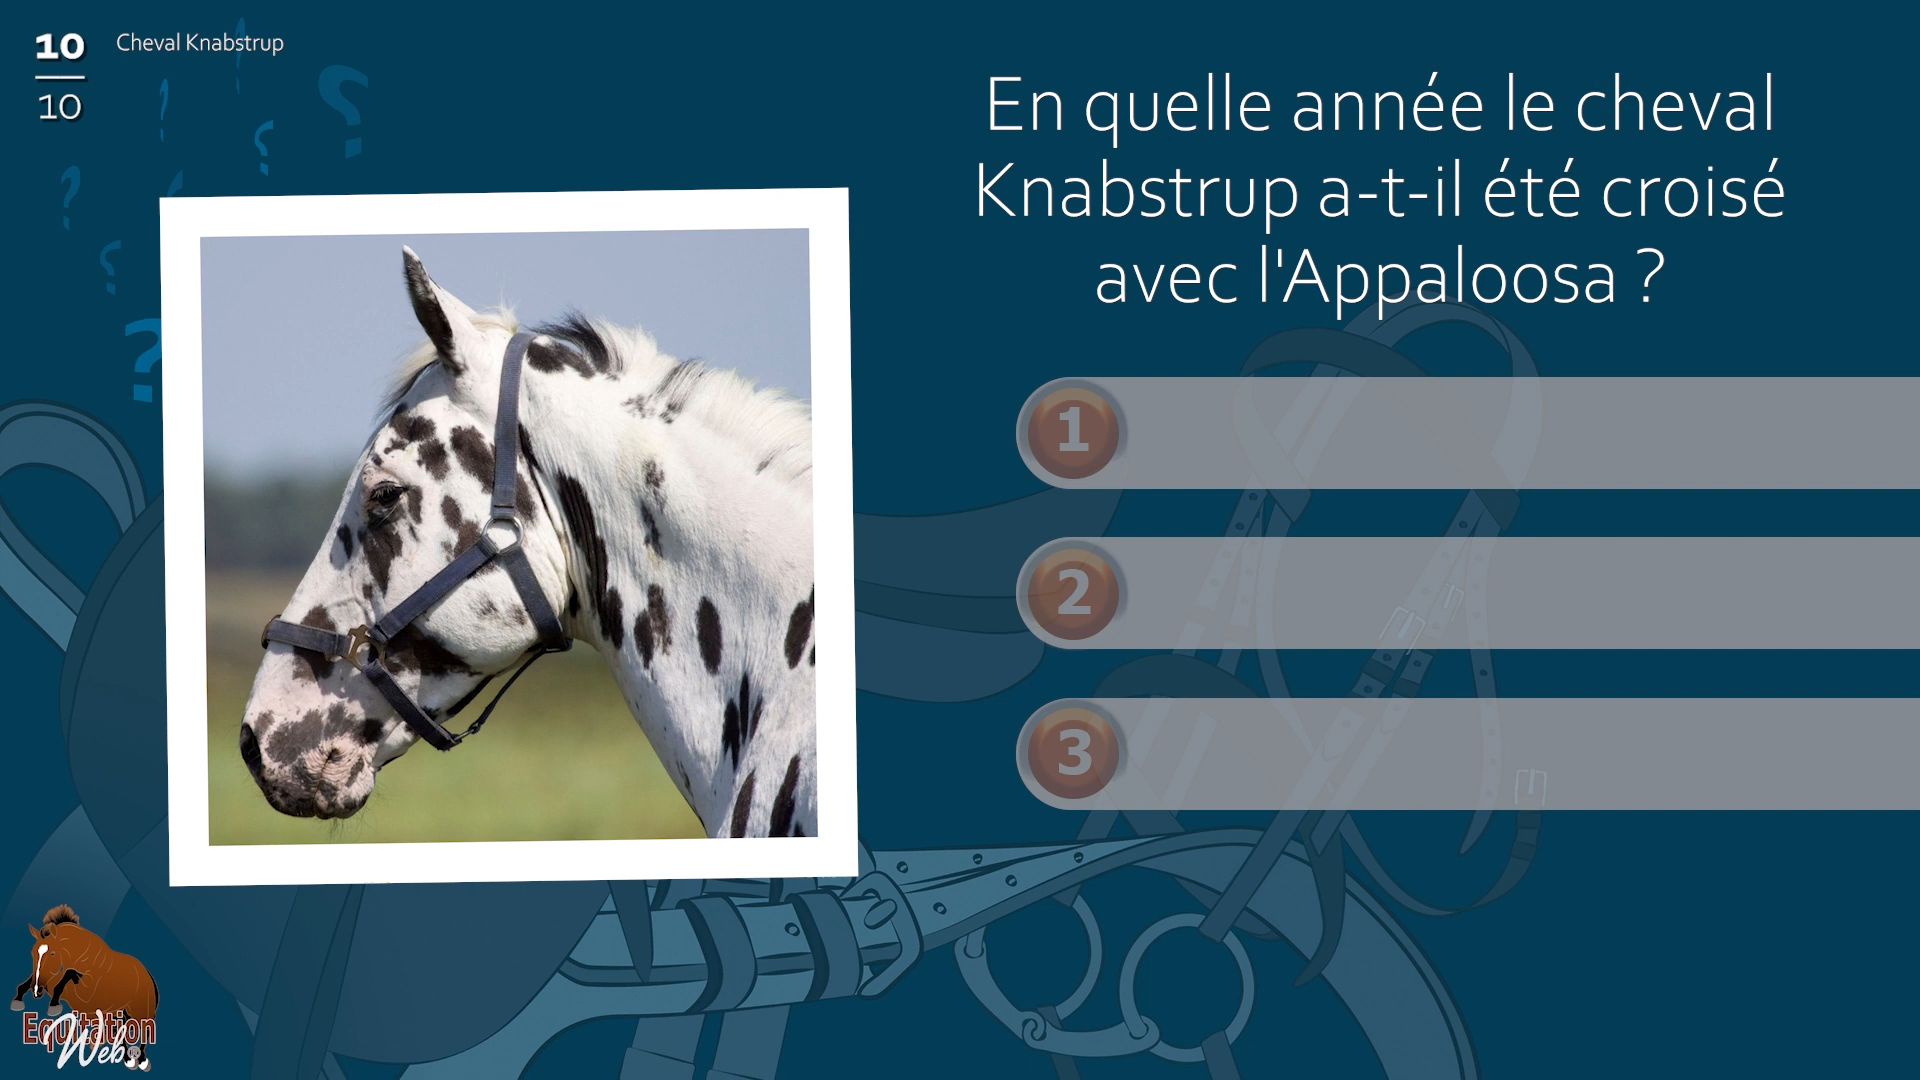 10
10
Cheval Knabstrup
En quelle année le cheval
Knabstrup a-t-il été croisé
avec l'Appaloosa ?
1
2
3
Equitation
Web